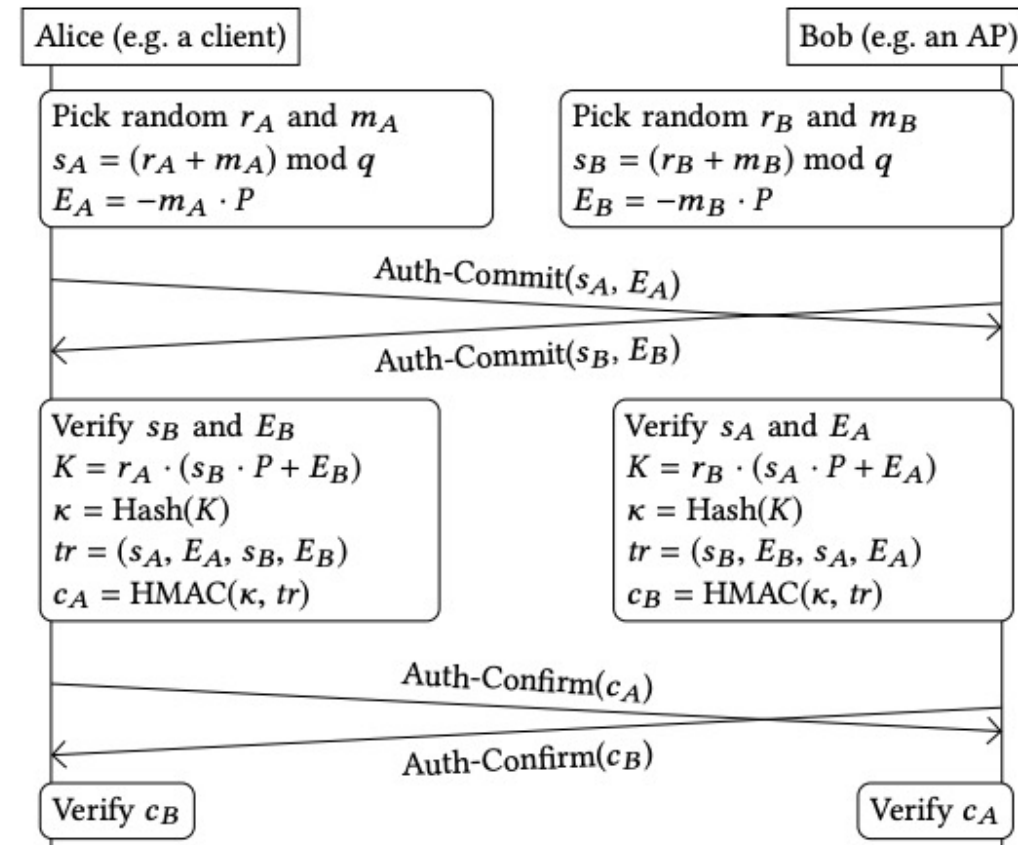 Alice (e.g. a client)
Bob (e.g. an AP)
Pick random r_A and m_A
s_A = (r_A + m_A) mod q
E_A = −m_A · P
Pick random r_B and m_B
s_B = (r_B + m_B) mod q
E_B = −m_B · P
Auth-Commit(s_A, E_A)
Auth-Commit(s_B, E_B)
Verify s_B and E_B
K = r_A · (s_B · P + E_B)
κ = Hash(K)
tr = (s_A, E_A, s_B, E_B)
c_A = HMAC(κ, tr)
Verify s_A and E_A
K = r_B · (s_A · P + E_A)
κ = Hash(K)
tr = (s_B, E_B, s_A, E_A)
c_B = HMAC(κ, tr)
Auth-Confirm(c_A)
Auth-Confirm(c_B)
Verify c_B
Verify c_A